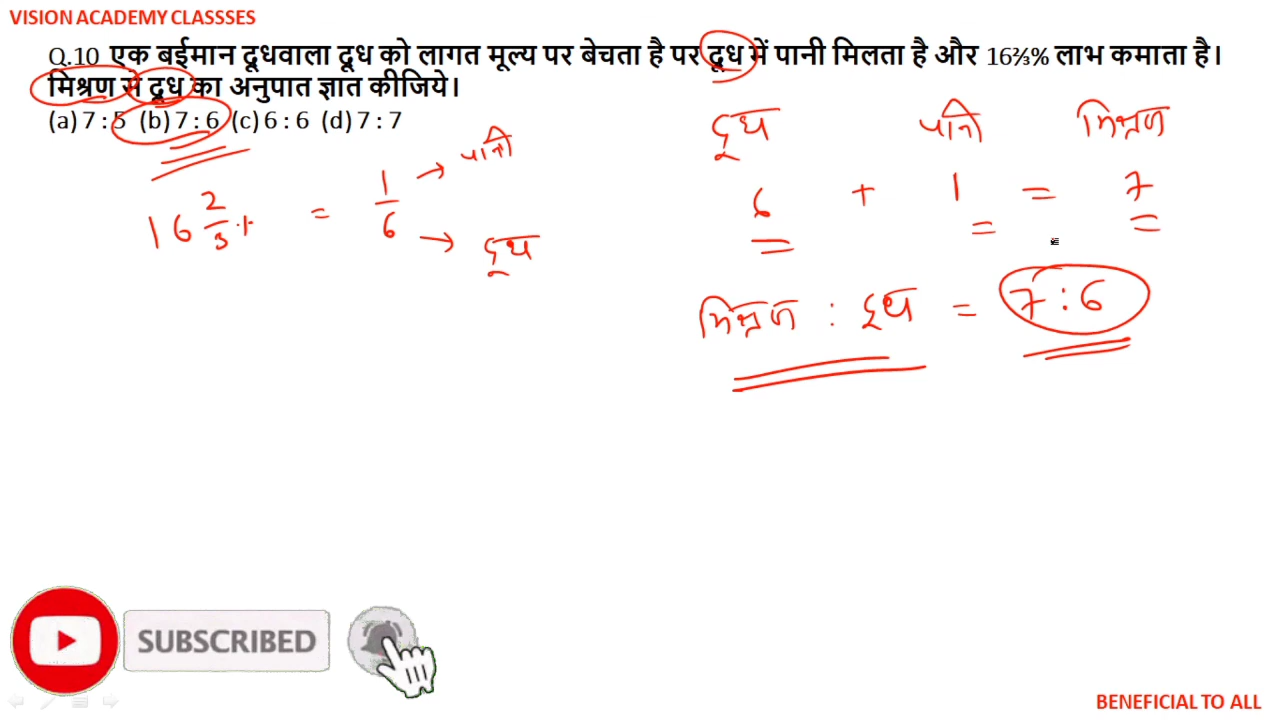 VISION ACADEMY CLASSSES
Q.10 एक बईमान दूधवाला दूध को लागत मूल्य पर बेचता है पर दूध में पानी मिलता है और 16⅔% लाभ कमाता है।
मिश्रण से दूध का अनुपात ज्ञात कीजिये।
(a) 7 : 5 (b) 7 : 6 (c) 6 : 6 (d) 7 : 7
दूध पानी मिश्रण
16 2/3 % = 1/6 → पानी → दूध
6 + 1 = 7
मिश्रण : दूध = 7 : 6
SUBSCRIBED
BENEFICIAL TO ALL